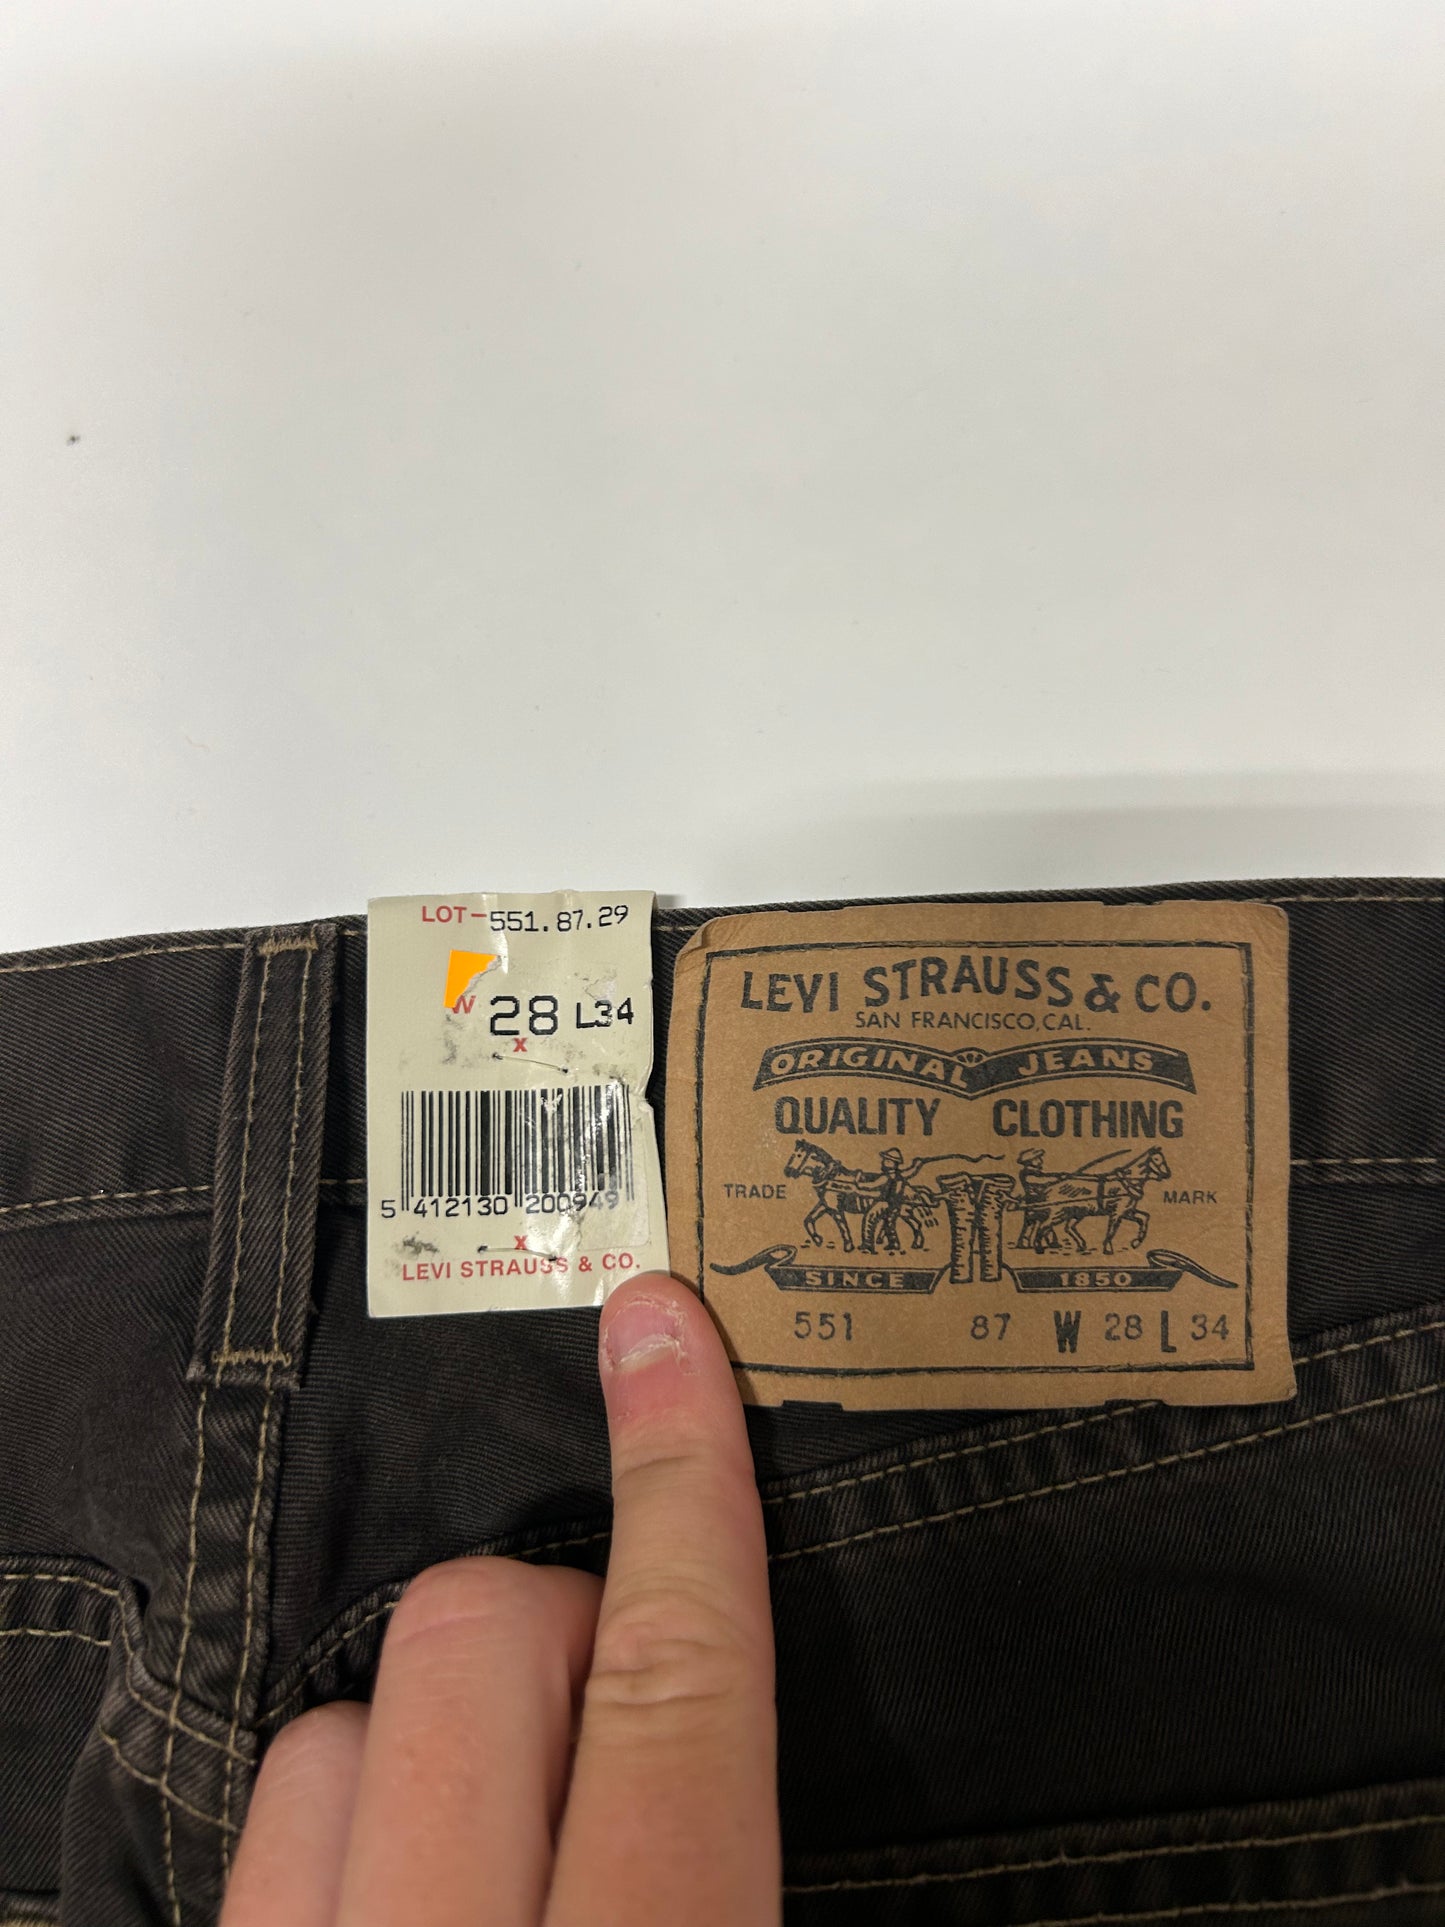 LOT-551.87.29
W 28 L34
x
5 412130 200949
x
LEVI STRAUSS & CO.
LEVI STRAUSS & CO.
SAN FRANCISCO, CAL.
ORIGINAL JEANS
QUALITY CLOTHING
TRADE MARK
SINCE 1850
551 87 W 28 L 34